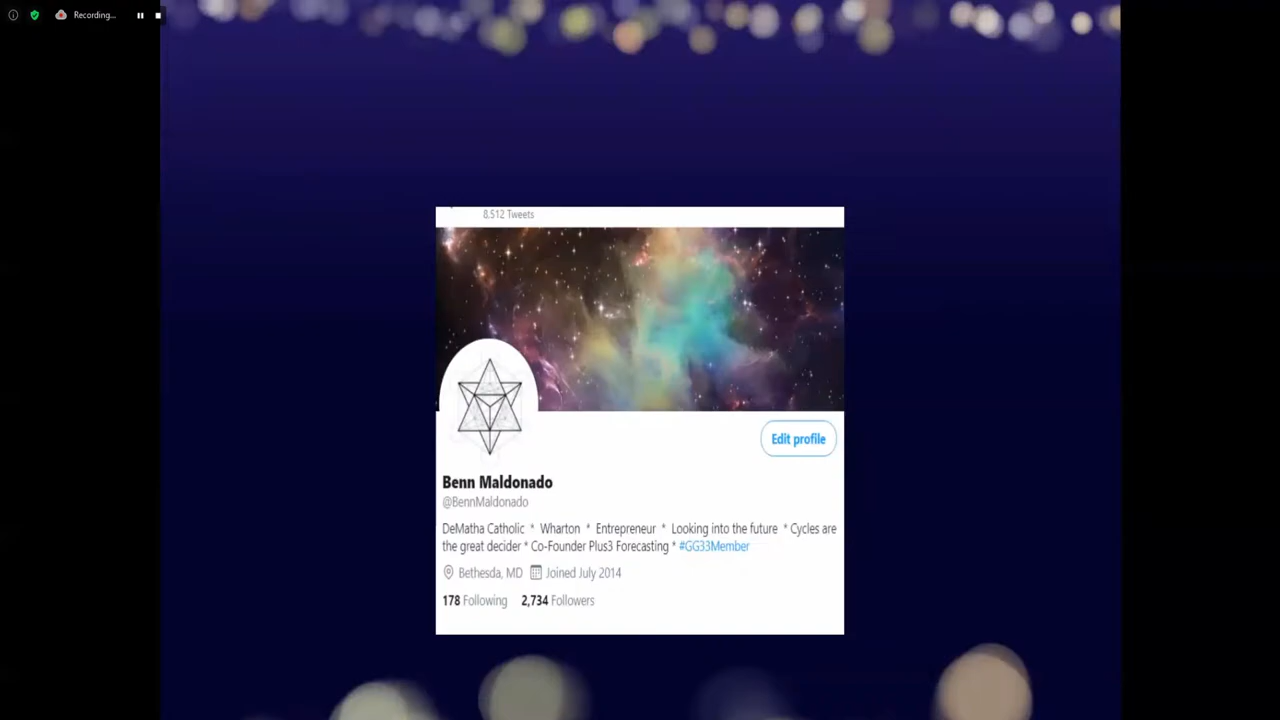 Recording...
8,512 Tweets
Edit profile
Benn Maldonado
@BennMaldonado
DeMatha Catholic * Wharton * Entrepreneur * Looking into the future * Cycles are
the great decider * Co-Founder Plus3 Forecasting * #GG33Member
Bethesda, MD Joined July 2014
178 Following 2,734 Followers